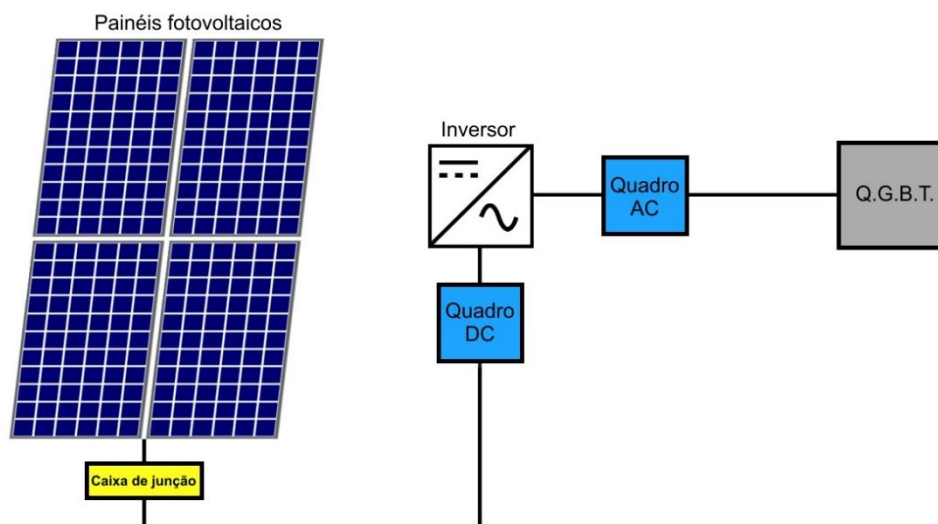 Painéis fotovoltaicos
Inversor
Quadro
AC
Q.G.B.T.
Quadro
DC
Caixa de junção